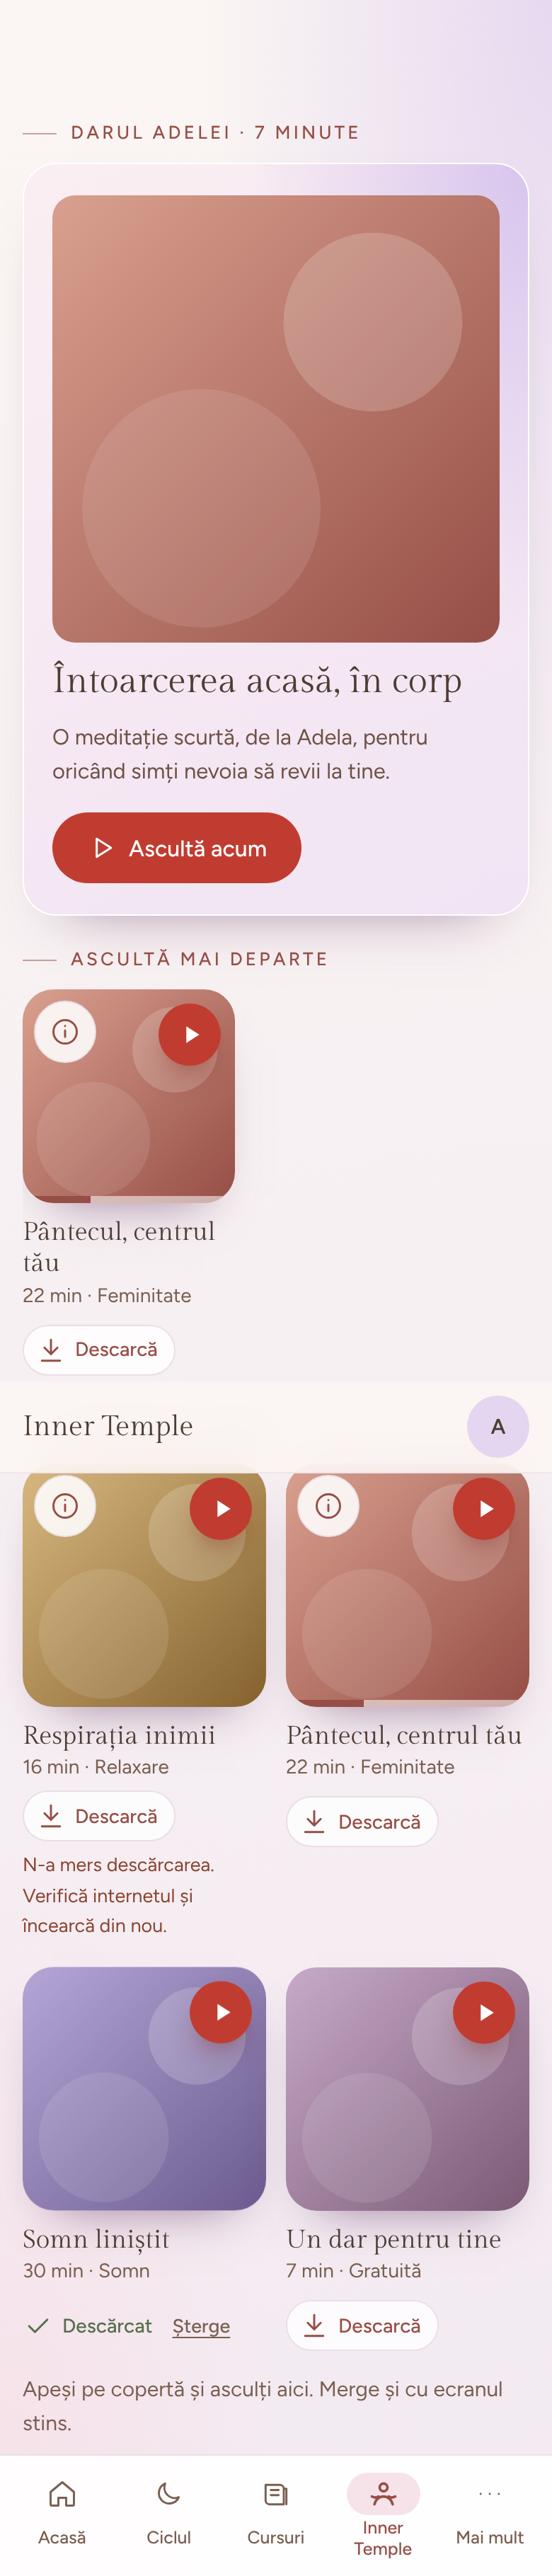 DARUL ADELEI · 7 MINUTE
Întoarcerea acasă, în corp
O meditație scurtă, de la Adela, pentru
oricând simți nevoia să revii la tine.
Ascultă acum
ASCULTĂ MAI DEPARTE
Pântecul, centrul
tău
22 min · Feminitate
Descarcă
Inner Temple
A
Respirația inimii
16 min · Relaxare
Descarcă
N-a mers descărcarea.
Verifică internetul și
încearcă din nou.
Pântecul, centrul tău
22 min · Feminitate
Descarcă
Somn liniștit
30 min · Somn
Descărcat Șterge
Un dar pentru tine
7 min · Gratuită
Descarcă
Apeși pe copertă și asculți aici. Merge și cu ecranul
stins.
Acasă
Ciclul
Cursuri
Inner
Temple
Mai mult